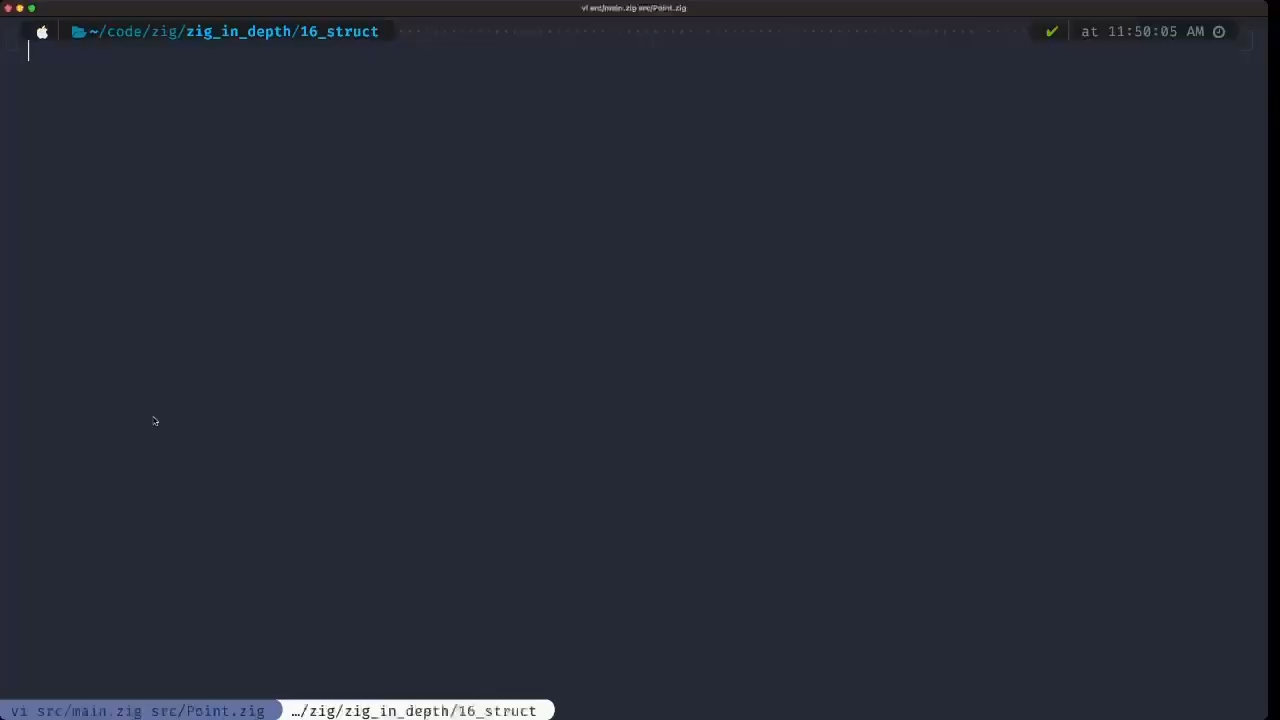 vi src/main.zig src/Point.zig
~/code/zig/zig_in_depth/16_struct
✔ at 11:50:05 AM
vi src/main.zig src/Point.zig …/zig/zig_in_depth/16_struct